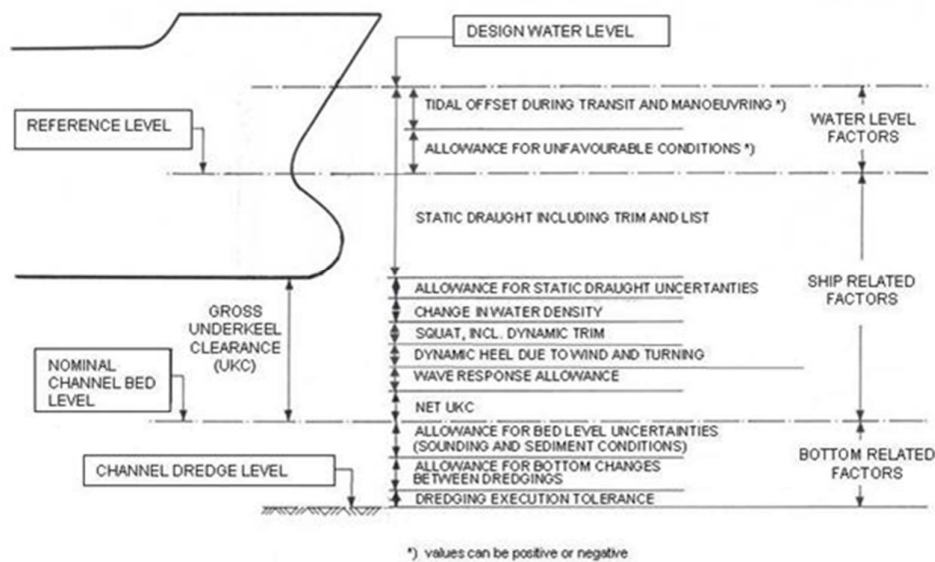 DESIGN WATER LEVEL
TIDAL OFFSET DURING TRANSIT AND MANOEUVRING *)
REFERENCE LEVEL
WATER LEVEL
FACTORS
ALLOWANCE FOR UNFAVOURABLE CONDITIONS *)
STATIC DRAUGHT INCLUDING TRIM AND LIST
SHIP RELATED
FACTORS
ALLOWANCE FOR STATIC DRAUGHT UNCERTANTIES
GROSS
UNDERKEEL
CLEARANCE
(UKC)
CHANGE IN WATER DENSITY
SQUAT, INCL. DYNAMIC TRIM
DYNAMIC HEEL DUE TO WIND AND TURNING
NOMINAL
CHANNEL BED
LEVEL
WAVE RESPONSE ALLOWANCE
NET UKC
ALLOWANCE FOR BED LEVEL UNCERTAINTIES
(SOUNDING AND SEDIMENT CONDITIONS)
BOTTOM RELATED
FACTORS
CHANNEL DREDGE LEVEL
ALLOWANCE FOR BOTTOM CHANGES
BETWEEN DREDGINGS
DREDGING EXECUTION TOLERANCE
*) values can be positive or negative